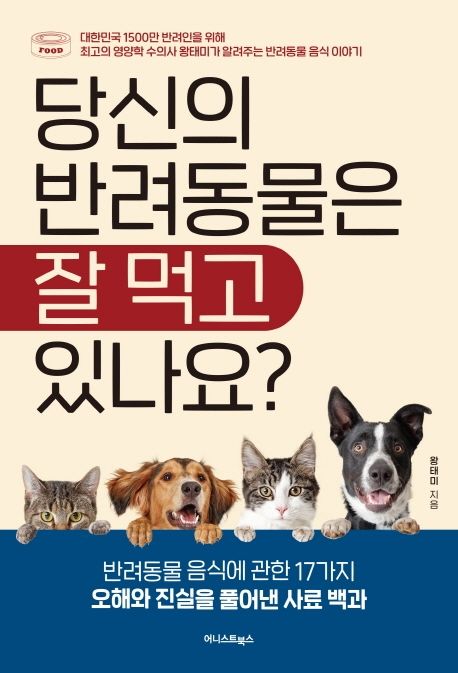 FOOD
대한민국 1500만 반려인을 위해
최고의 영양학 수의사 왕태미가 알려주는 반려동물 음식 이야기
당신의
반려동물은
잘 먹고
있나요?
왕태미 지음
반려동물 음식에 관한 17가지
오해와 진실을 풀어낸 사료 백과
어니스트북스